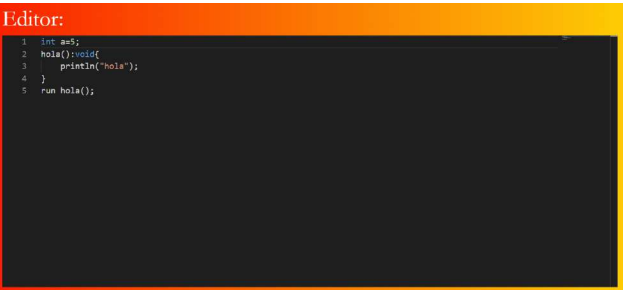 Editor:
1 int a=5;
2 hola():void{
3 println("hola");
4 }
5 run hola();